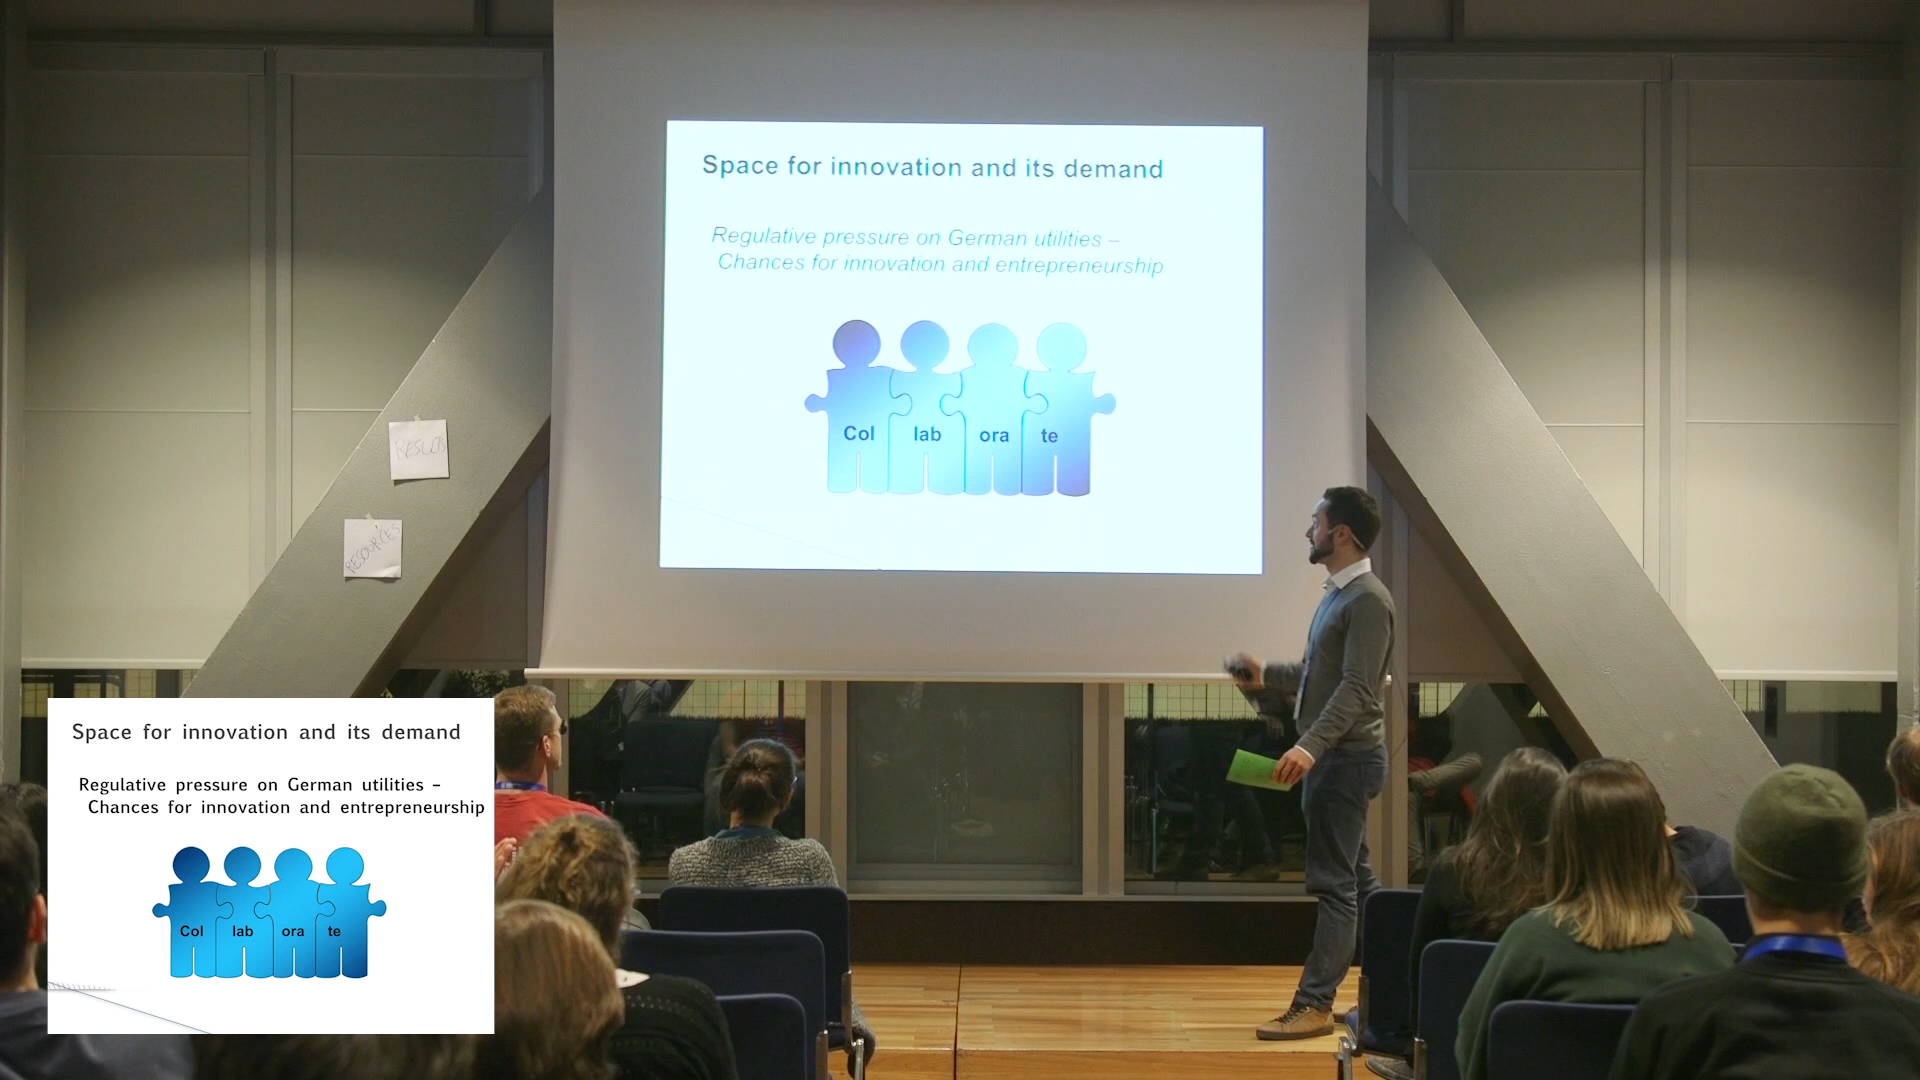 Space for innovation and its demand
Regulative pressure on German utilities –
Chances for innovation and entrepreneurship
Col lab ora te
RESULTS
RESOURCES
Space for innovation and its demand
Regulative pressure on German utilities –
Chances for innovation and entrepreneurship
Col lab ora te